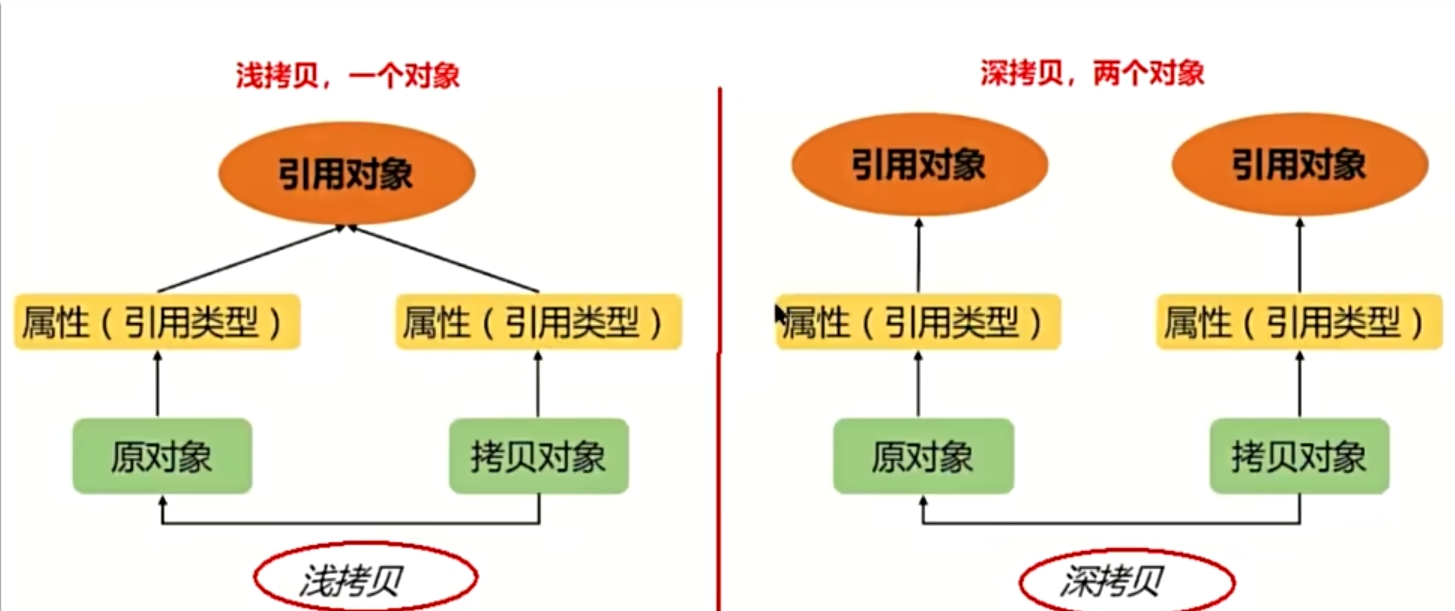 浅拷贝，一个对象
引用对象
属性（引用类型）
属性（引用类型）
原对象
拷贝对象
浅拷贝
深拷贝，两个对象
引用对象
引用对象
属性（引用类型）
属性（引用类型）
原对象
拷贝对象
深拷贝